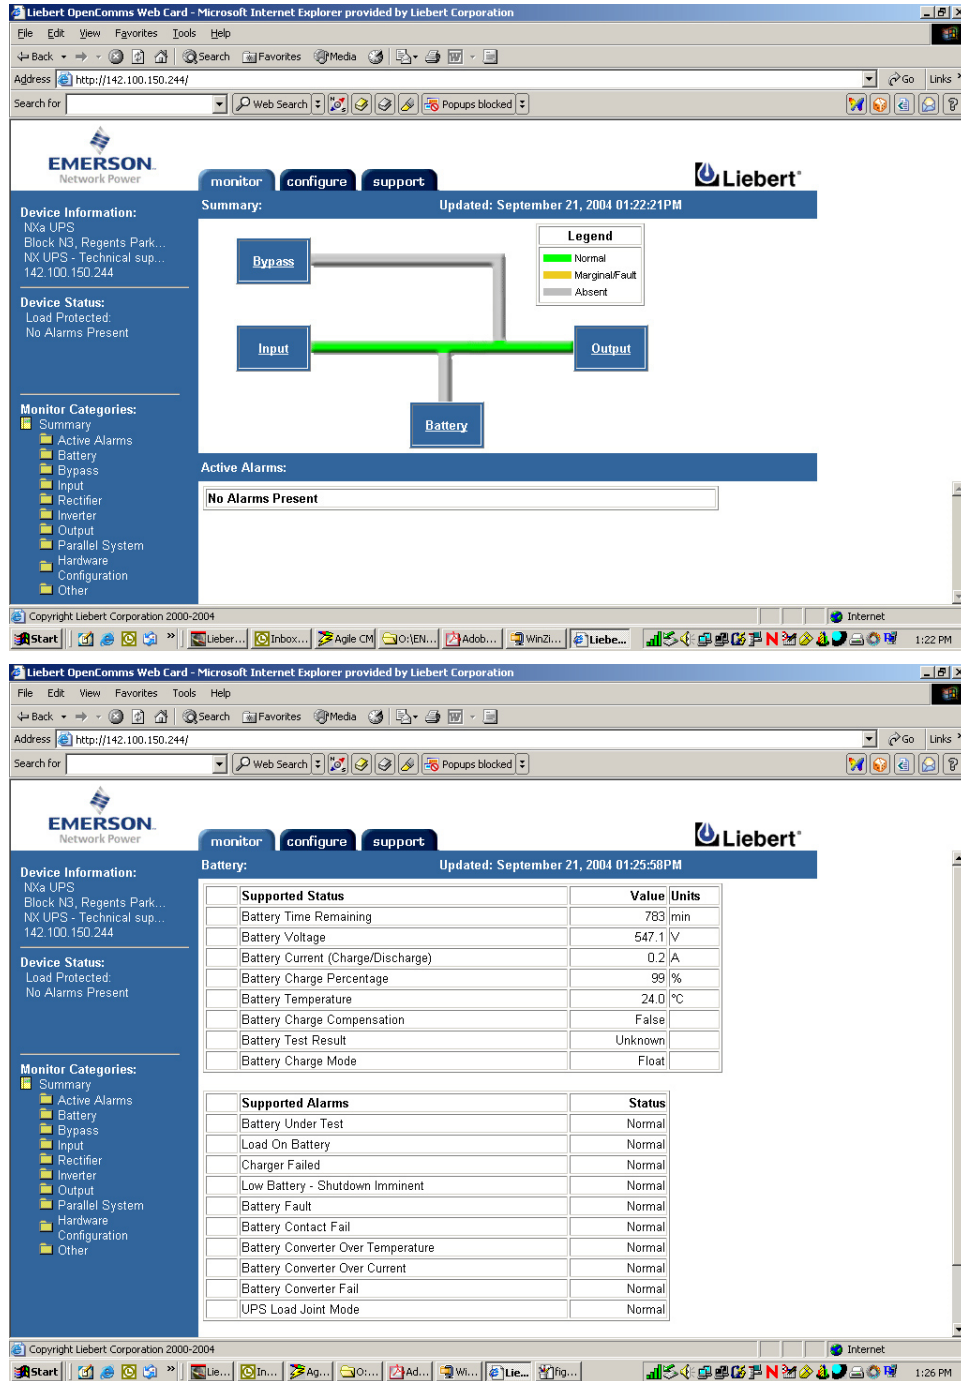 Liebert OpenComms Web Card - Microsoft Internet Explorer provided by Liebert Corporation
File Edit View Favorites Tools Help
Back Search Favorites Media
Address http://142.100.150.244/ Go Links »
Search for Web Search Popups blocked
EMERSON
Network Power
monitor configure support
Liebert
Summary: Updated: September 21, 2004 01:22:21PM
Device Information:
NXa UPS
Block N3, Regents Park...
NX UPS - Technical sup...
142.100.150.244
Device Status:
Load Protected:
No Alarms Present
Monitor Categories:
Summary
Active Alarms
Battery
Bypass
Input
Rectifier
Inverter
Output
Parallel System
Hardware
Configuration
Other
Bypass
Legend
Normal
Marginal/Fault
Absent
Input
Output
Battery
Active Alarms:
No Alarms Present
Copyright Liebert Corporation 2000-2004 Internet
Start » Lieber... Inbox... Agile CM O:\EN... Adob... WinZi... Liebe... 1:22 PM
Liebert OpenComms Web Card - Microsoft Internet Explorer provided by Liebert Corporation
File Edit View Favorites Tools Help
Back Search Favorites Media
Address http://142.100.150.244/ Go Links »
Search for Web Search Popups blocked
EMERSON
Network Power
monitor configure support
Liebert
Battery: Updated: September 21, 2004 01:25:58PM
Device Information:
NXa UPS
Block N3, Regents Park...
NX UPS - Technical sup...
142.100.150.244
Device Status:
Load Protected:
No Alarms Present
Monitor Categories:
Summary
Active Alarms
Battery
Bypass
Input
Rectifier
Inverter
Output
Parallel System
Hardware
Configuration
Other
Supported Status Value Units
Battery Time Remaining 783 min
Battery Voltage 547.1 V
Battery Current (Charge/Discharge) 0.2 A
Battery Charge Percentage 99 %
Battery Temperature 24.0 °C
Battery Charge Compensation False
Battery Test Result Unknown
Battery Charge Mode Float
Supported Alarms Status
Battery Under Test Normal
Load On Battery Normal
Charger Failed Normal
Low Battery - Shutdown Imminent Normal
Battery Fault Normal
Battery Contact Fail Normal
Battery Converter Over Temperature Normal
Battery Converter Over Current Normal
Battery Converter Fail Normal
UPS Load Joint Mode Normal
Copyright Liebert Corporation 2000-2004 Internet
Start » Lie... In... Ag... O:... Ad... Wi... Lie... fig... 1:26 PM